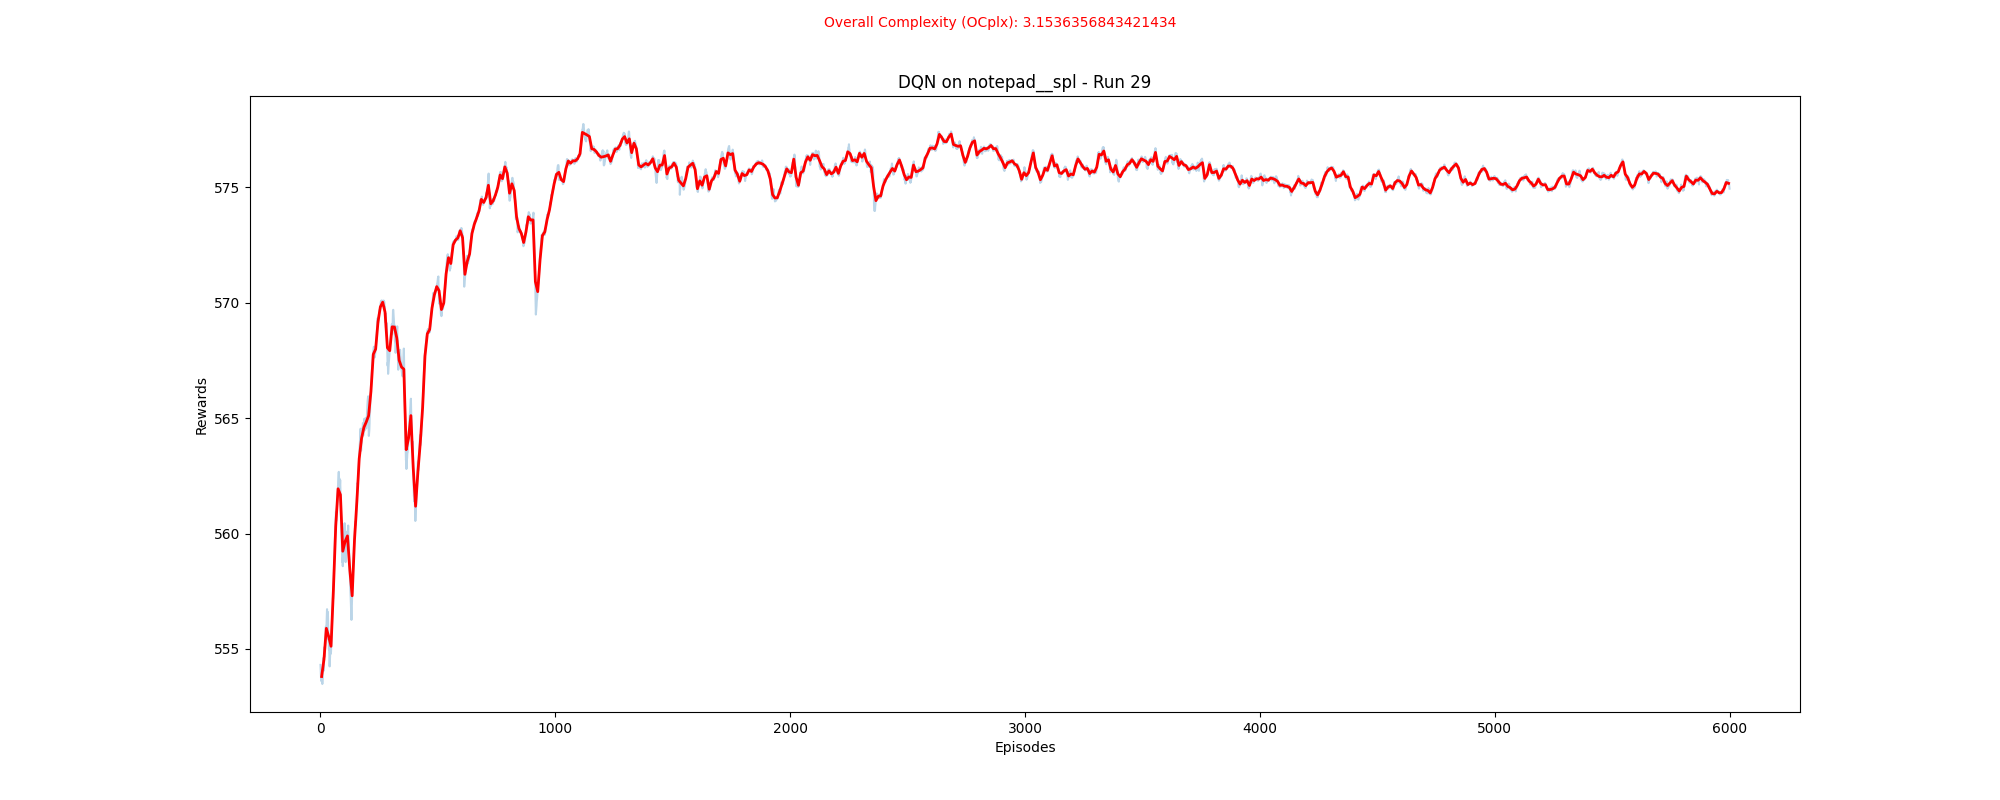 Overall Complexity (OCplx): 3.1536356843421434
DQN on notepad__spl - Run 29
575
570
565
560
555
Rewards
0 1000 2000 3000 4000 5000 6000
Episodes